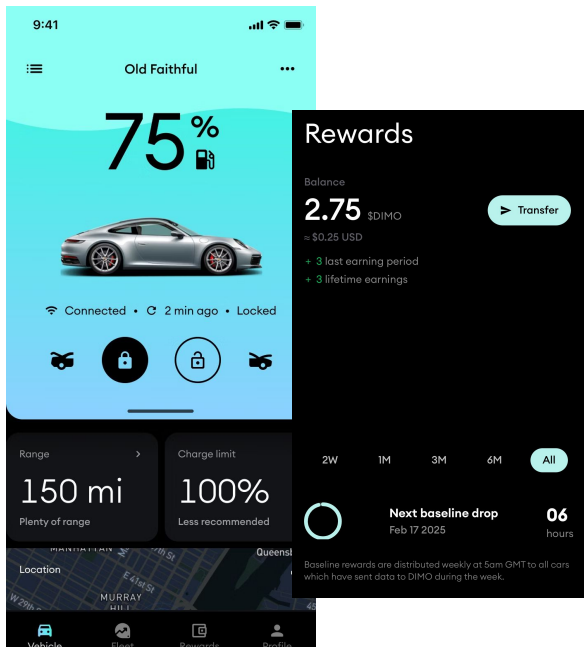 9:41
Old Faithful
75%
Connected • 2 min ago • Locked
Range
150 mi
Plenty of range
Charge limit
100%
Less recommended
MANHATTAN
Location
E 41st St
MURRAY
HILL
W 29th St
Vehicle
Fleet
Rewards
Profile
Rewards
Balance
2.75 $DIMO
Transfer
≈ $0.25 USD
+ 3 last earning period
+ 3 lifetime earnings
2W 1M 3M 6M All
Next baseline drop
Feb 17 2025
06
hours
Baseline rewards are distributed weekly at 5am GMT to all cars
which have sent data to DIMO during the week.